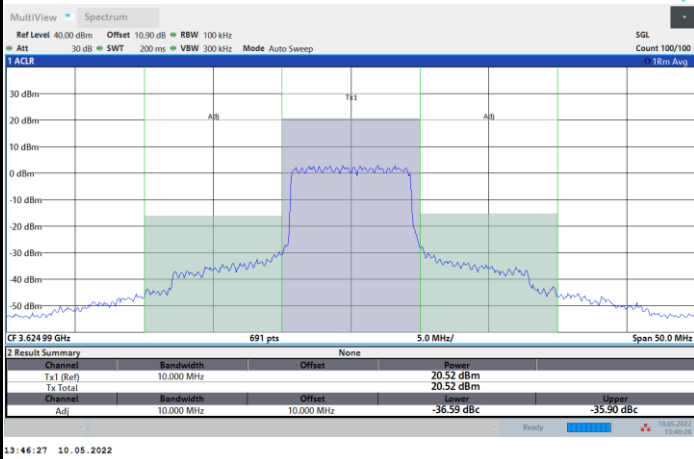 MultiView Spectrum
Ref Level 40.00 dBm Offset 10.90 dB RBW 100 kHz SGL
Att 30 dB SWT 200 ms VBW 300 kHz Mode Auto Sweep Count 100/100
1 ACLR 1Rm Avg
30 dBm
Tx1
20 dBm
Adj Adj
10 dBm
0 dBm
-10 dBm
-20 dBm
-30 dBm
-40 dBm
-50 dBm
CF 3.624 99 GHz 691 pts 5.0 MHz/ Span 50.0 MHz
2 Result Summary None
Channel Bandwidth Offset Power
Tx1 (Ref) 10.000 MHz 20.52 dBm
Tx Total 20.52 dBm
Channel Bandwidth Offset Lower Upper
Adj 10.000 MHz 10.000 MHz -36.59 dBc -35.90 dBc
Ready 10.05.2022
13:46:26
13:46:27 10.05.2022